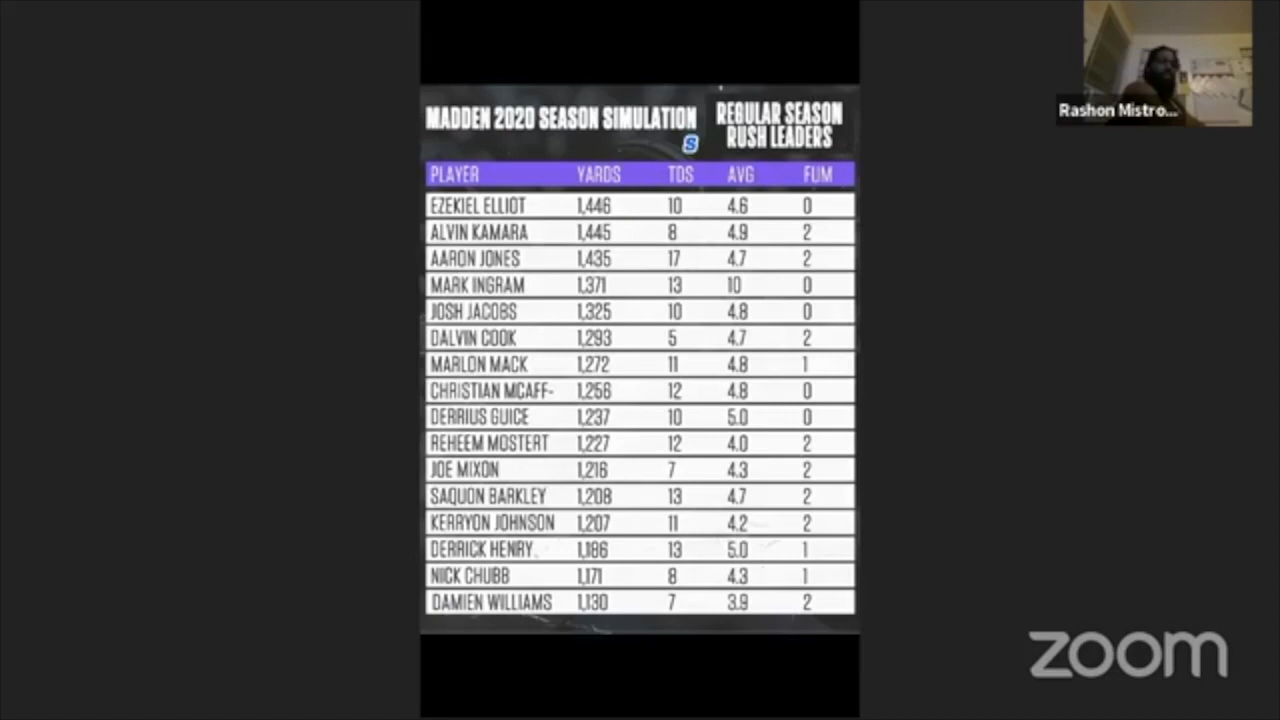 Rashon Mistro...
MADDEN 2020 SEASON SIMULATION
S
REGULAR SEASON
RUSH LEADERS
PLAYER YARDS TDS AVG FUM
EZEKIEL ELLIOT 1,446 10 4.6 0
ALVIN KAMARA 1,445 8 4.9 2
AARON JONES 1,435 17 4.7 2
MARK INGRAM 1,371 13 10 0
JOSH JACOBS 1,325 10 4.8 0
DALVIN COOK 1,293 5 4.7 2
MARLON MACK 1,272 11 4.8 1
CHRISTIAN MCAFF- 1,256 12 4.8 0
DERRIUS GUICE 1,237 10 5.0 0
REHEEM MOSTERT 1,227 12 4.0 2
JOE MIXON 1,216 7 4.3 2
SAQUON BARKLEY 1,208 13 4.7 2
KERRYON JOHNSON 1,207 11 4.2 2
DERRICK HENRY 1,186 13 5.0 1
NICK CHUBB 1,171 8 4.3 1
DAMIEN WILLIAMS 1,130 7 3.9 2
zoom